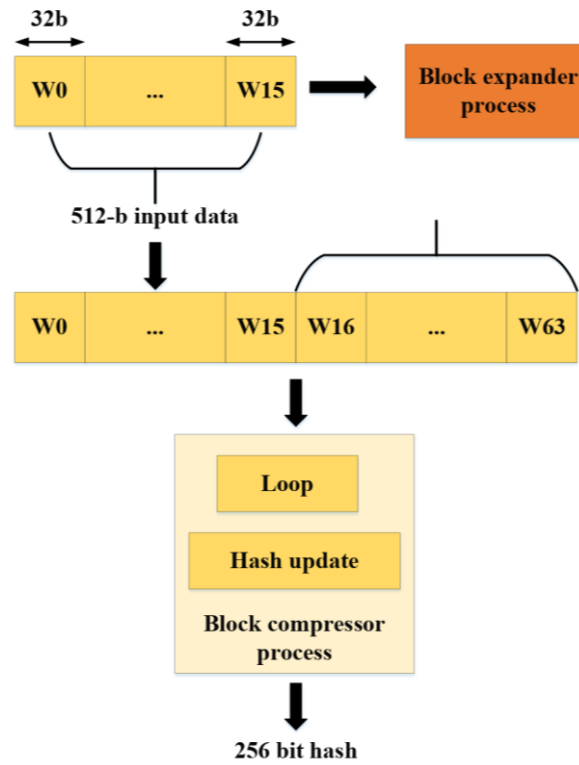 32b
32b
W0
...
W15
Block expander
process
512-b input data
W0
...
W15
W16
...
W63
Loop
Hash update
Block compressor
process
256 bit hash